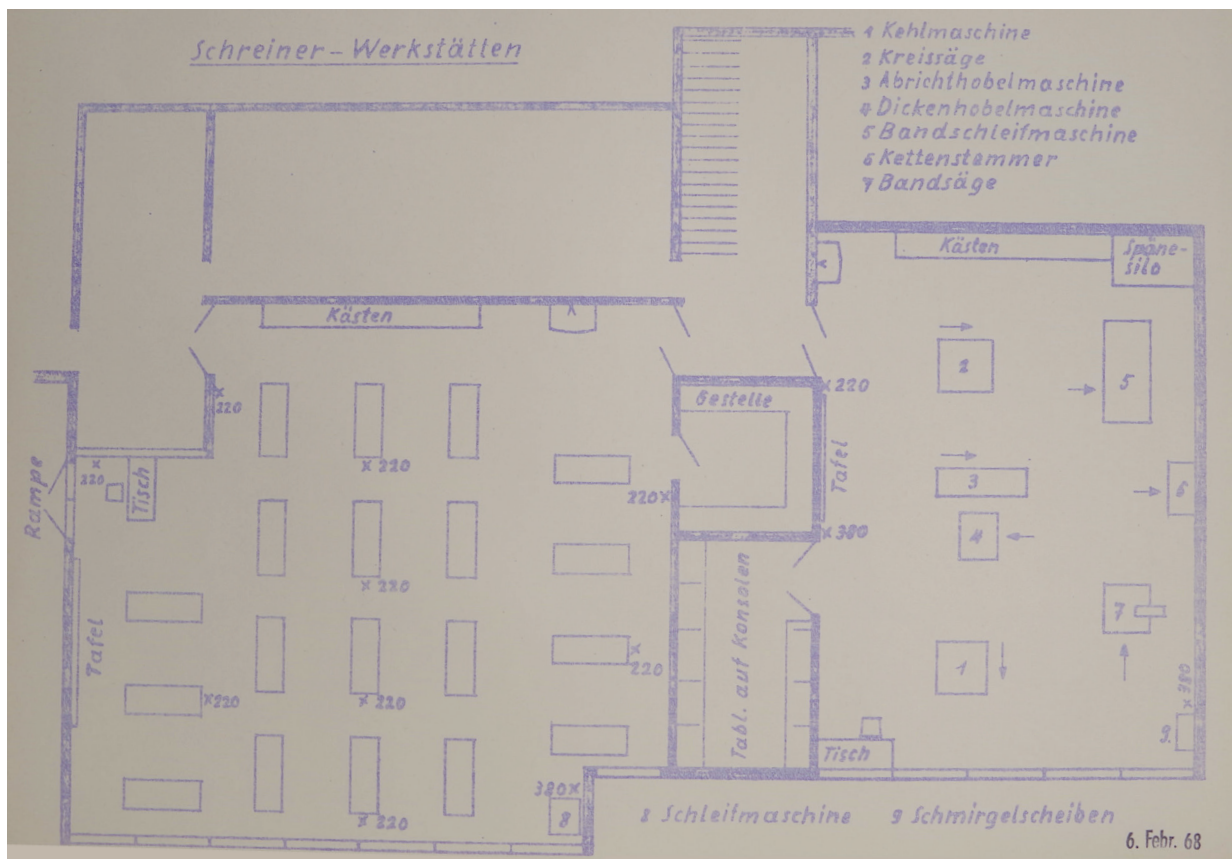 Schreiner-Werkstätten
1 Kehlmaschine
2 Kreissäge
3 Abrichthobelmaschine
4 Dickenhobelmaschine
5 Bandschleifmaschine
6 Kettenstemmer
7 Bandsäge
Kästen
Späne-
silo
Kästen
2
5
220
220
Gestelle
220
Tisch
220
Rampe
220
Tafel
3
6
380
4
220
Tabl. auf Konsolen
7
Tafel
220
220
220
1
380
9
Tisch
380
8
220
8 Schleifmaschine
9 Schmirgelscheiben
6. Febr. 68